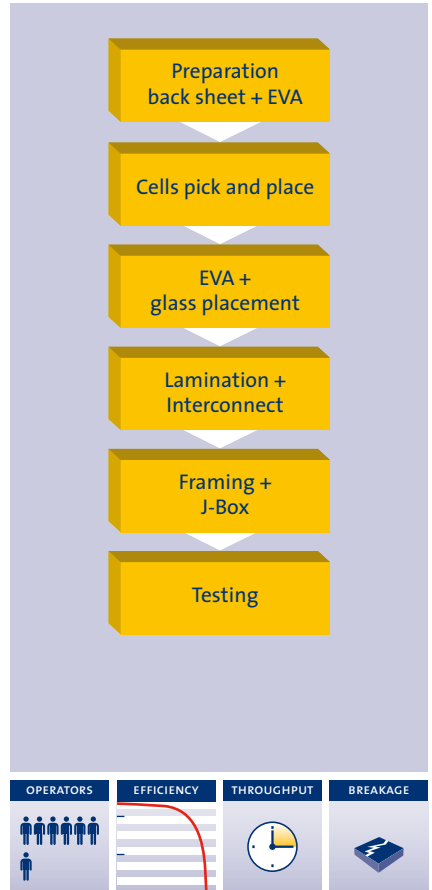 Preparation
back sheet + EVA
Cells pick and place
EVA +
glass placement
Lamination +
Interconnect
Framing +
J-Box
Testing
OPERATORS
EFFICIENCY
THROUGHPUT
BREAKAGE